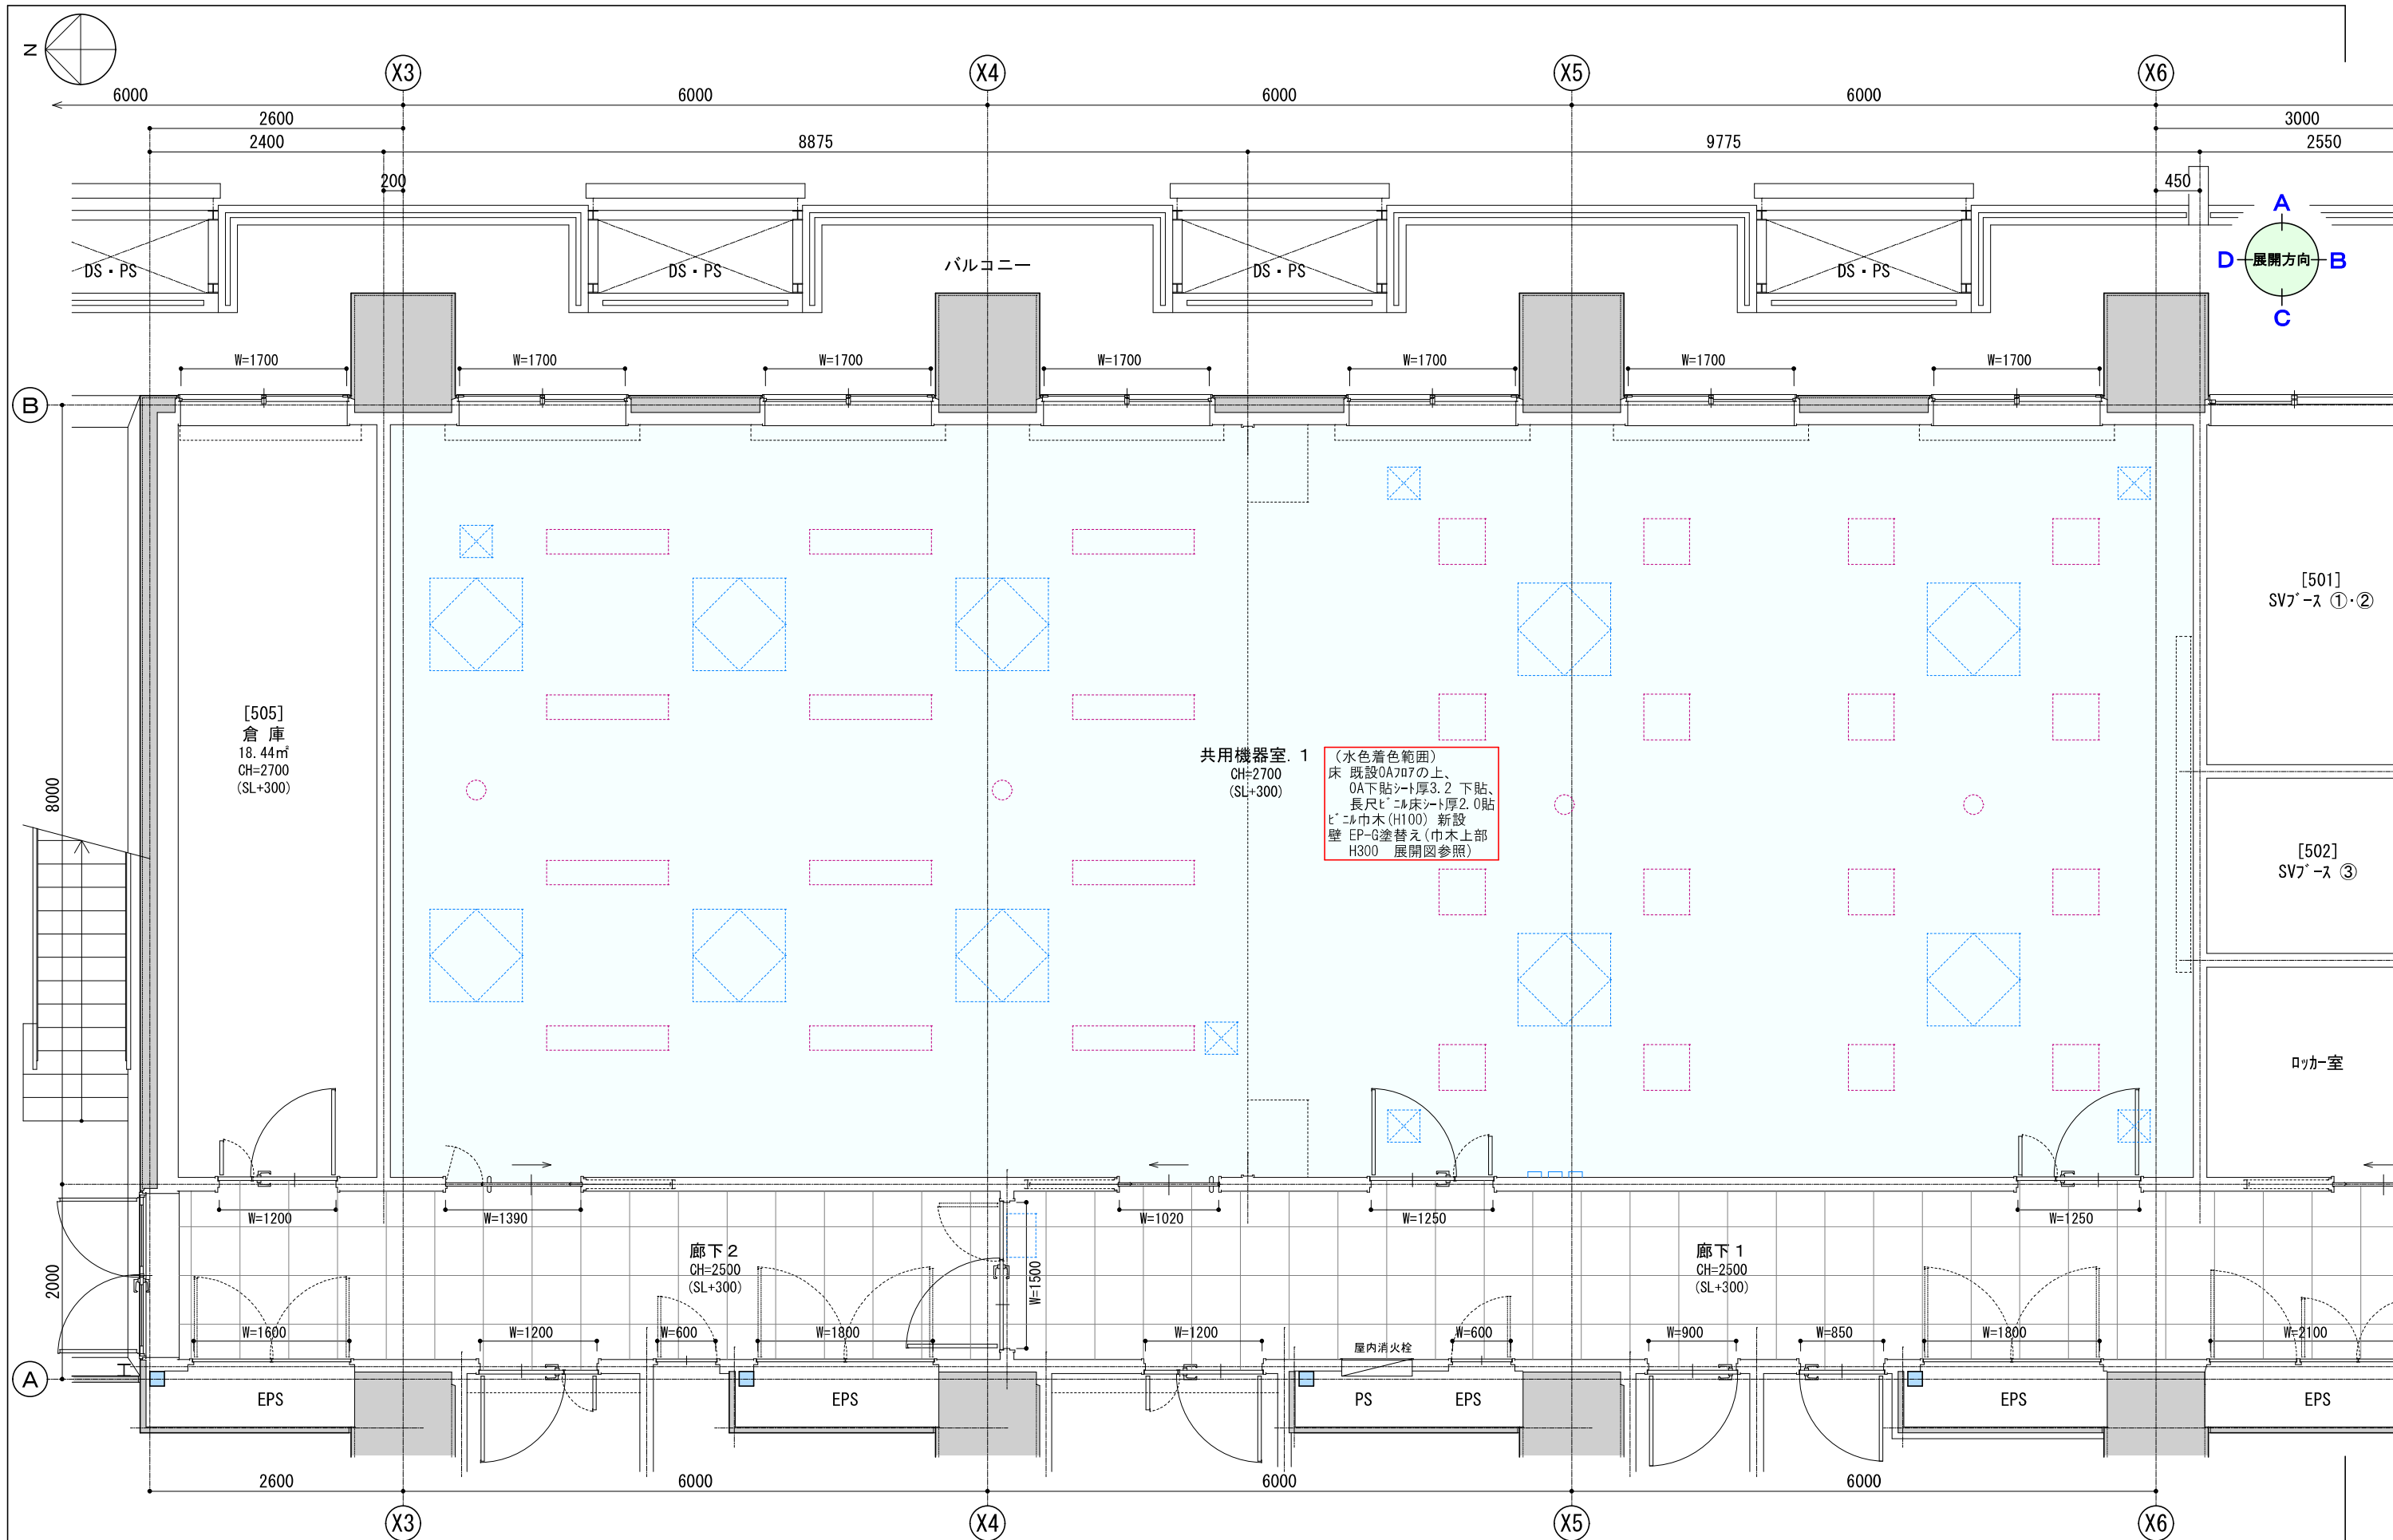 N
X3
X4
X5
X6
6000
6000
6000
6000
2600
3000
2400
8875
9775
2550
200
450
A
D
展開方向
B
C
DS・PS
DS・PS
バルコニー
DS・PS
DS・PS
W=1700
W=1700
W=1700
W=1700
W=1700
W=1700
W=1700
B
[501]
SVﾌﾞｰｽ ①・②
[505]
倉 庫
18.44㎡
CH=2700
(SL+300)
共用機器室.1
CH=2700
(SL+300)
(水色着色範囲)
床 既設OAﾌﾛｱの上、
OA下貼ｼｰﾄ厚3.2 下貼、
長尺ﾋﾞﾆﾙ床ｼｰﾄ厚2.0貼
ﾋﾞﾆﾙ巾木(H100) 新設
壁 EP-G塗替え(巾木上部
H300 展開図参照)
8000
[502]
SVﾌﾞｰｽ ③
ﾛｯｶｰ室
W=1200
W=1390
W=1020
W=1250
W=1250
廊下２
CH=2500
(SL+300)
廊下１
CH=2500
(SL+300)
2000
W=1500
W=1600
W=1200
W=600
W=1800
W=1200
屋内消火栓
W=600
W=900
W=850
W=1800
W=2100
A
EPS
EPS
PS
EPS
EPS
EPS
2600
6000
6000
6000
X3
X4
X5
X6